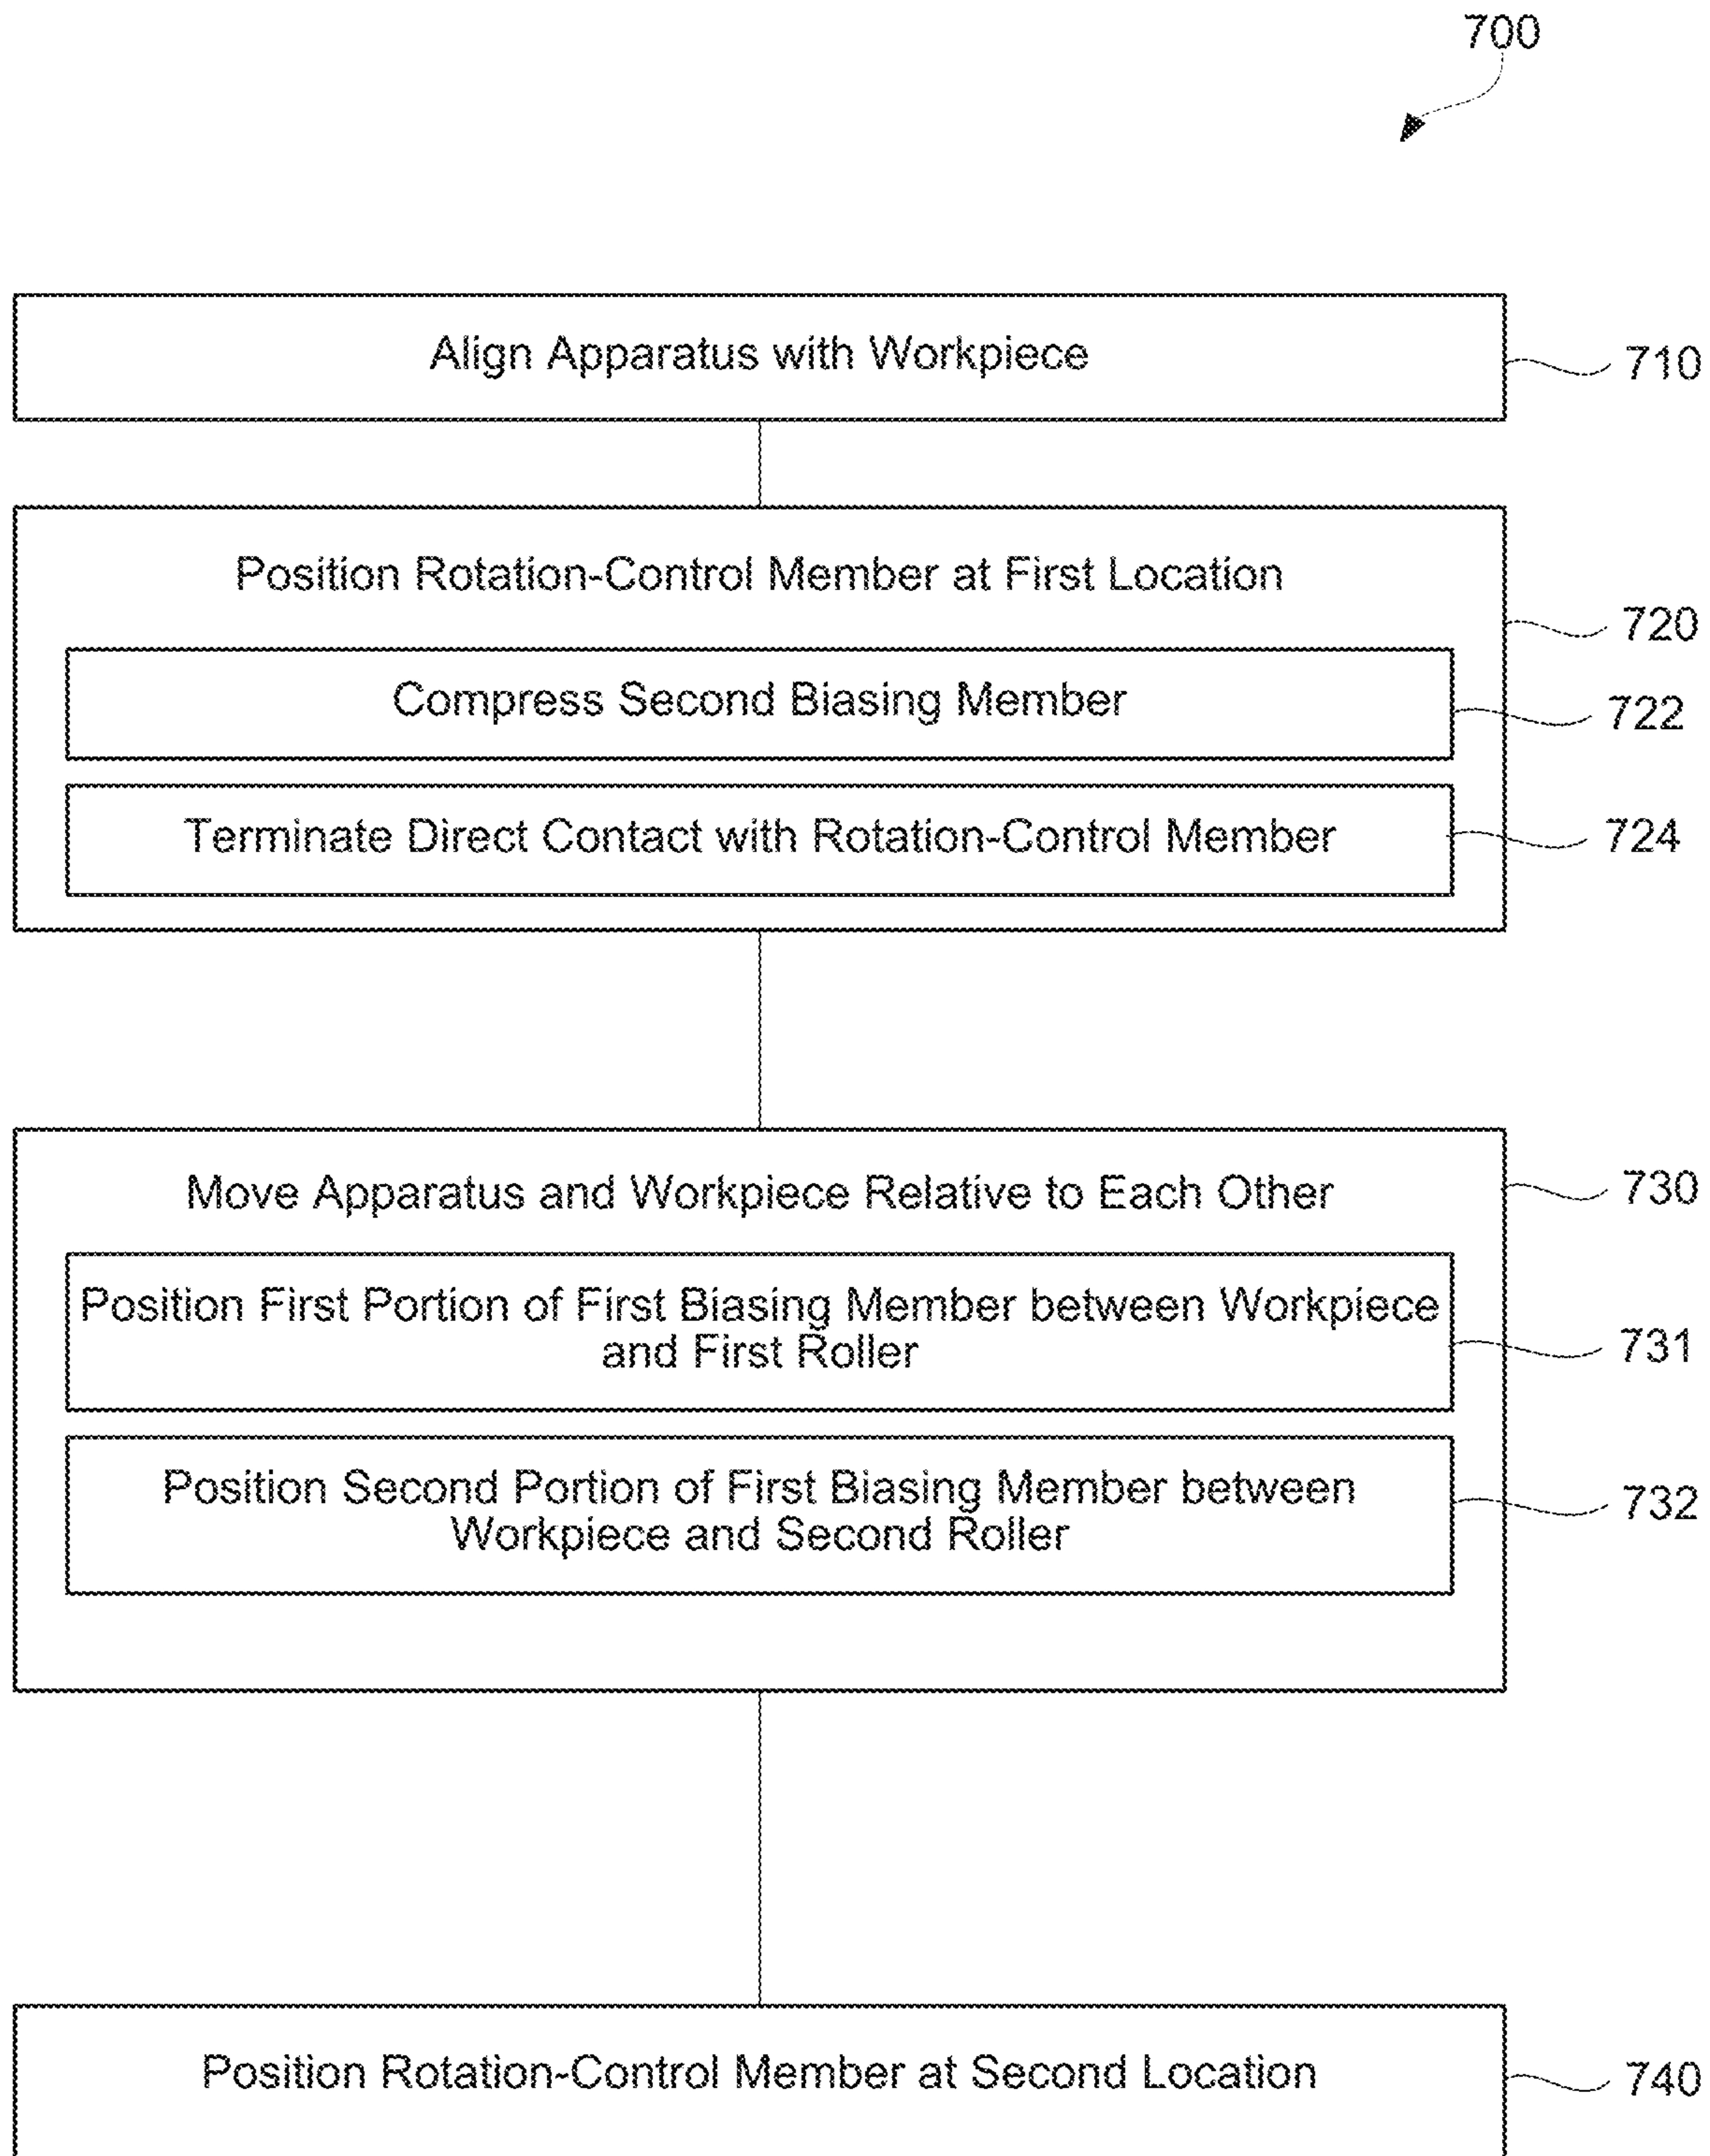 700
Align Apparatus with Workpiece
710
Position Rotation-Control Member at First Location
720
Compress Second Biasing Member
722
Terminate Direct Contact with Rotation-Control Member
724
Move Apparatus and Workpiece Relative to Each Other
730
Position First Portion of First Biasing Member between Workpiece
and First Roller
731
Position Second Portion of First Biasing Member between
Workpiece and Second Roller
732
Position Rotation-Control Member at Second Location
740